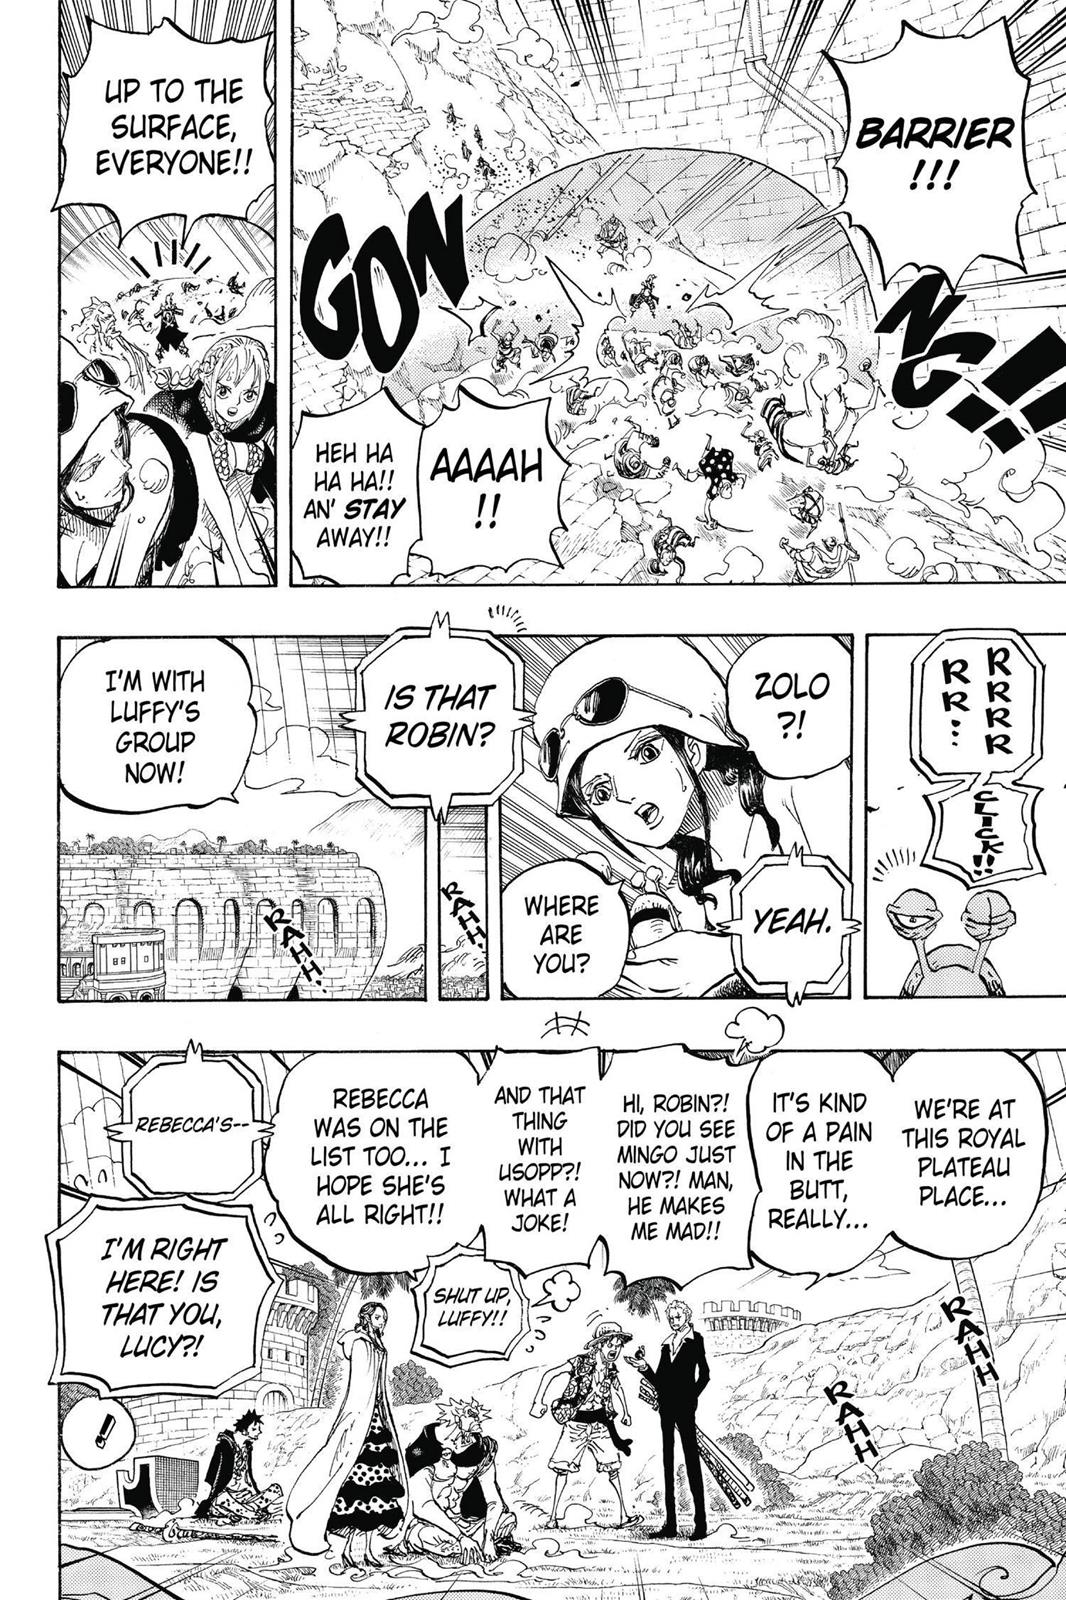 BARRIER
!!!
GONNG!!
AAAAH
!!
HEH HA
HA HA!!
AN' STAY
AWAY!!
UP TO THE
SURFACE,
EVERYONE!!
RRRR
RR...
CLICK!!
ZOLO
?!
YEAH.
WHERE
ARE
YOU?
IS THAT
ROBIN?
RAHH.
I'M WITH
LUFFY'S
GROUP
NOW!
RAHH.
WE'RE AT
THIS ROYAL
PLATEAU
PLACE...
IT'S KIND
OF A PAIN
IN THE
BUTT,
REALLY...
HI, ROBIN?!
DID YOU SEE
MINGO JUST
NOW?! MAN,
HE MAKES
ME MAD!!
AND THAT
THING
WITH
USOPP?!
WHAT A
JOKE!
SHUT UP,
LUFFY!!
REBECCA
WAS ON THE
LIST TOO... I
HOPE SHE'S
ALL RIGHT!!
REBECCA'S--
I'M RIGHT
HERE! IS
THAT YOU,
LUCY?!
!
RAHH
RAHH